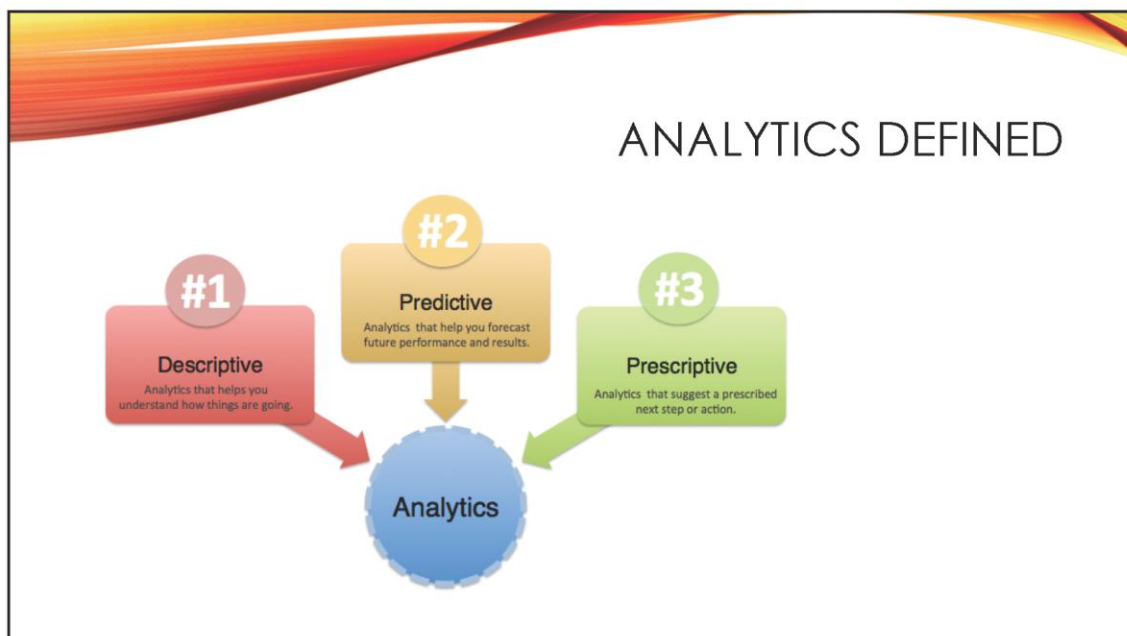 ANALYTICS DEFINED
#1
Descriptive
Analytics that helps you
understand how things are going.
#2
Predictive
Analytics that help you forecast
future performance and results.
#3
Prescriptive
Analytics that suggest a prescribed
next step or action.
Analytics